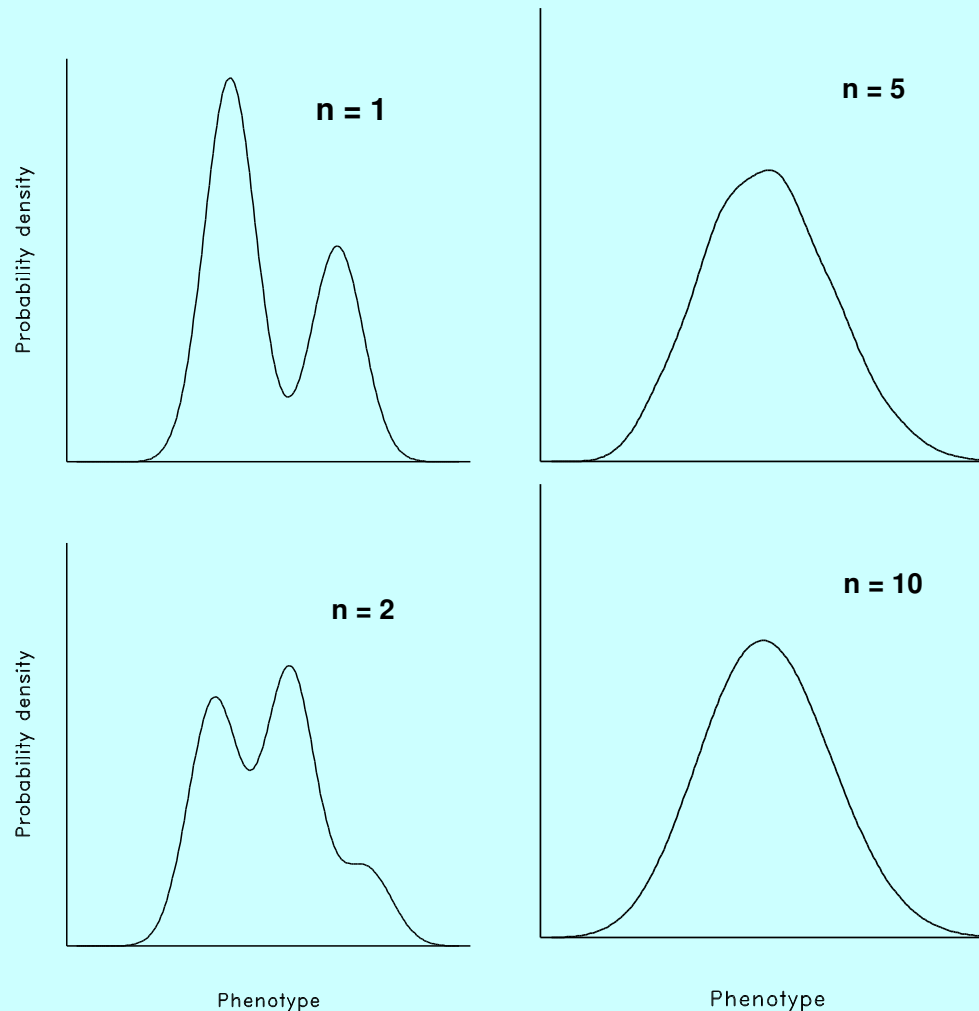 Probability density
n = 1
n = 5
Probability density
n = 2
n = 10
Phenotype
Phenotype